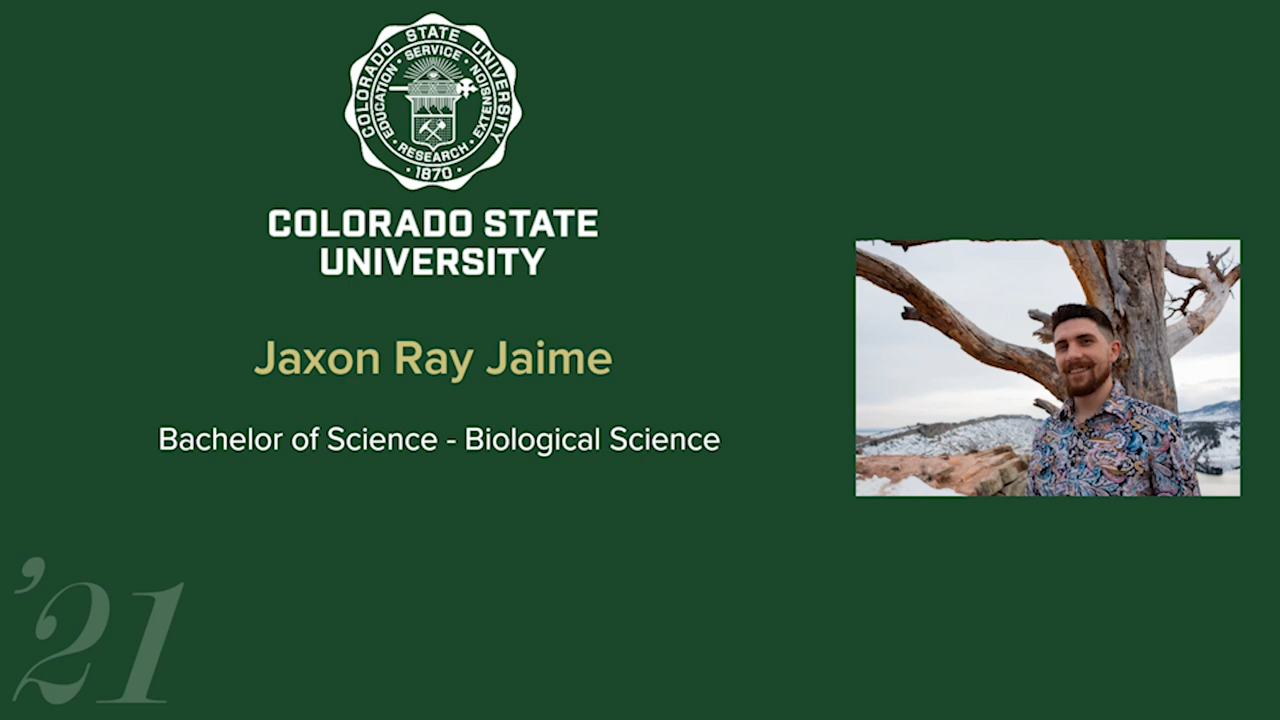 COLORADO STATE UNIVERSITY
EDUCATION • SERVICE • EXTENSION
• RESEARCH •
• 1870 •
COLORADO STATE
UNIVERSITY
Jaxon Ray Jaime
Bachelor of Science - Biological Science
’21